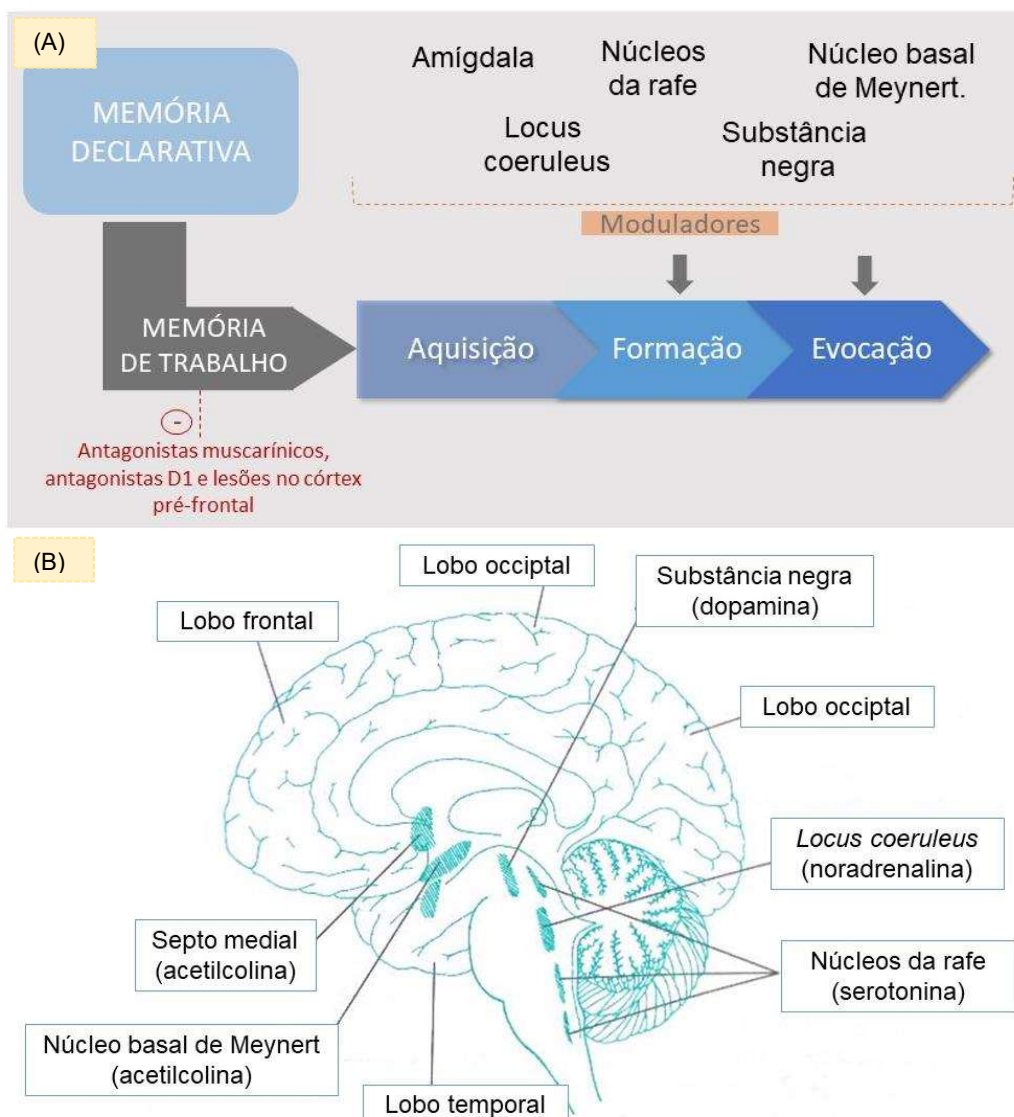 (A)
MEMÓRIA
DECLARATIVA
Amígdala
Núcleos
da rafe
Núcleo basal
de Meynert.
Locus
coeruleus
Substância
negra
Moduladores
MEMÓRIA
DE TRABALHO
Aquisição
Formação
Evocação
-
Antagonistas muscarínicos,
antagonistas D1 e lesões no córtex
pré-frontal
(B)
Lobo occiptal
Substância negra
(dopamina)
Lobo frontal
Lobo occiptal
Locus coeruleus
(noradrenalina)
Septo medial
(acetilcolina)
Núcleos da rafe
(serotonina)
Núcleo basal de Meynert
(acetilcolina)
Lobo temporal